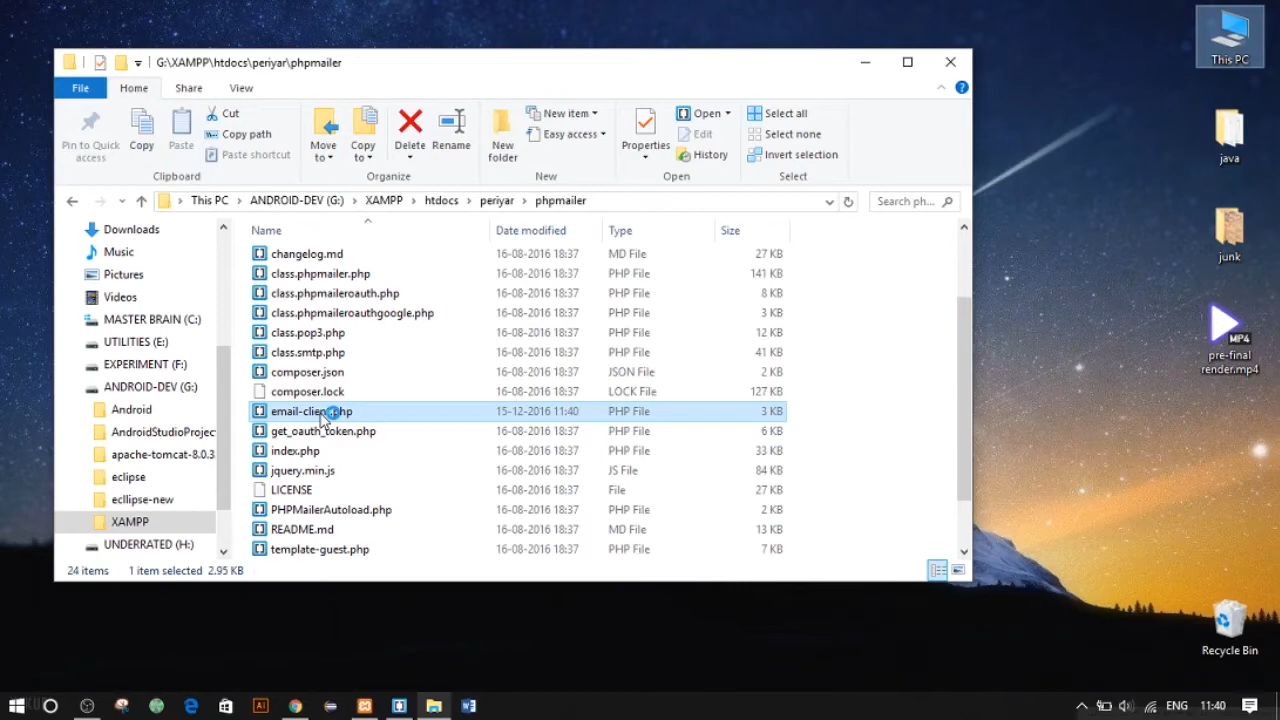 G:\XAMPP\htdocs\periyar\phpmailer
This PC
File Home Share View
Pin to Quick access
Copy
Paste
Cut
Copy path
Paste shortcut
Clipboard
Move to
Copy to
Delete
Rename
Organize
New folder
New item
Easy access
New
Properties
Open
Edit
History
Open
Select all
Select none
Invert selection
Select
This PC ANDROID-DEV (G:) XAMPP htdocs periyar phpmailer
Search ph...
Downloads
Music
Pictures
Videos
MASTER BRAIN (C:)
UTILITIES (E:)
EXPERIMENT (F:)
ANDROID-DEV (G:)
Android
AndroidStudioProjec
apache-tomcat-8.0.3
eclipse
ecllipse-new
XAMPP
UNDERRATED (H:)
Name Date modified Type Size
changelog.md 16-08-2016 18:37 MD File 27 KB
class.phpmailer.php 16-08-2016 18:37 PHP File 141 KB
class.phpmaileroauth.php 16-08-2016 18:37 PHP File 8 KB
class.phpmaileroauthgoogle.php 16-08-2016 18:37 PHP File 3 KB
class.pop3.php 16-08-2016 18:37 PHP File 12 KB
class.smtp.php 16-08-2016 18:37 PHP File 41 KB
composer.json 16-08-2016 18:37 JSON File 2 KB
composer.lock 16-08-2016 18:37 LOCK File 127 KB
email-client.php 15-12-2016 11:40 PHP File 3 KB
get_oauth_token.php 16-08-2016 18:37 PHP File 6 KB
index.php 16-08-2016 18:37 PHP File 33 KB
jquery.min.js 16-08-2016 18:37 JS File 84 KB
LICENSE 16-08-2016 18:37 File 27 KB
PHPMailerAutoload.php 16-08-2016 18:37 PHP File 2 KB
README.md 16-08-2016 18:37 MD File 13 KB
template-guest.php 16-08-2016 18:37 PHP File 7 KB
24 items 1 item selected 2.95 KB
java
junk
MP4
pre-final
render.mp4
Recycle Bin
Ai
ENG 11:40